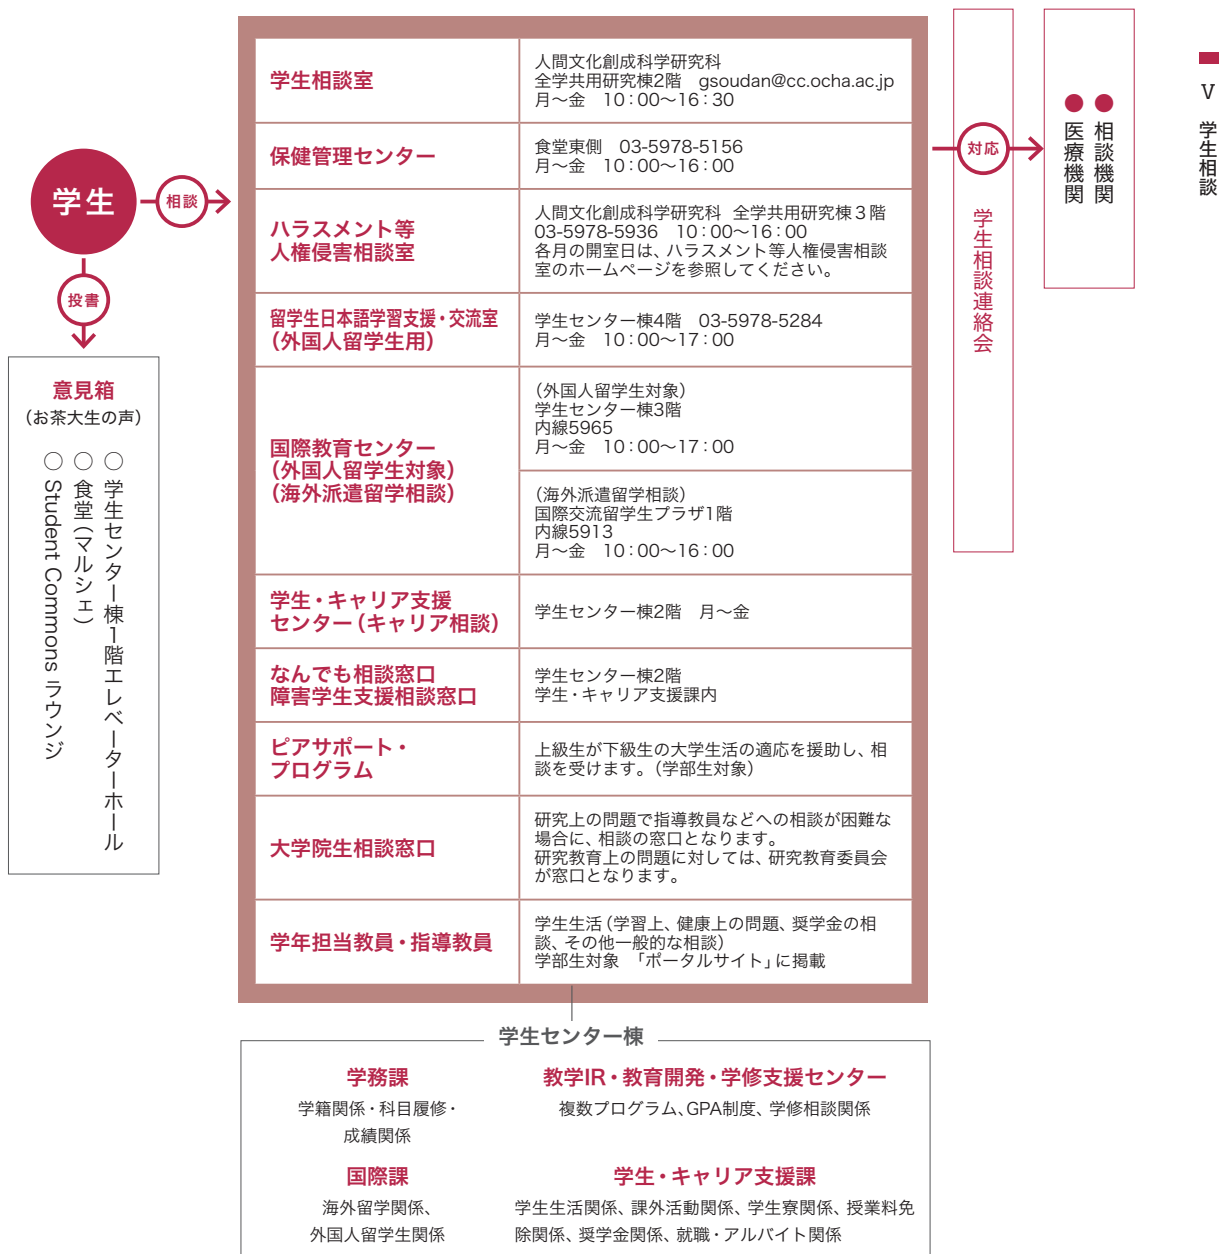 学生相談室
人間文化創成科学研究科
全学共用研究棟2階　gsoudan@cc.ocha.ac.jp
月〜金　10：00〜16：30
保健管理センター
食堂東側　03-5978-5156
月〜金　10：00〜16：00
学生
相談
ハラスメント等
人権侵害相談室
人間文化創成科学研究科 全学共用研究棟３階
03-5978-5936　10：00〜16：00
各月の開室日は、ハラスメント等人権侵害相談
室のホームページを参照してください。
投書
留学生日本語学習支援・交流室
（外国人留学生用）
学生センター棟4階　03-5978-5284
月〜金　10：00〜17：00
意見箱
（お茶大生の声）
○ 学生センター棟1階エレベーターホール
○ 食堂（マルシェ）
○ Student Commons ラウンジ
国際教育センター
（外国人留学生対象）
（海外派遣留学相談）
（外国人留学生対象）
学生センター棟3階
内線5965
月〜金　10：00〜17：00
（海外派遣留学相談）
国際交流留学生プラザ1階
内線5913
月〜金　10：00〜16：00
学生・キャリア支援
センター（キャリア相談）
学生センター棟2階　月〜金
なんでも相談窓口
障害学生支援相談窓口
学生センター棟2階
学生・キャリア支援課内
ピアサポート・
プログラム
上級生が下級生の大学生活の適応を援助し、相
談を受けます。（学部生対象）
大学院生相談窓口
研究上の問題で指導教員などへの相談が困難な
場合に、相談の窓口となります。
研究教育上の問題に対しては、研究教育委員会
が窓口となります。
学年担当教員・指導教員
学生生活（学習上、健康上の問題、奨学金の相
談、その他一般的な相談）
学部生対象　「ポータルサイト」に掲載
対応
学生相談連絡会
● 相談機関
● 医療機関
V 学生相談
学生センター棟
学務課
学籍関係・科目履修・
成績関係
教学IR・教育開発・学修支援センター
複数プログラム、GPA制度、学修相談関係
国際課
海外留学関係、
外国人留学生関係
学生・キャリア支援課
学生生活関係、課外活動関係、学生寮関係、授業料免
除関係、奨学金関係、就職・アルバイト関係